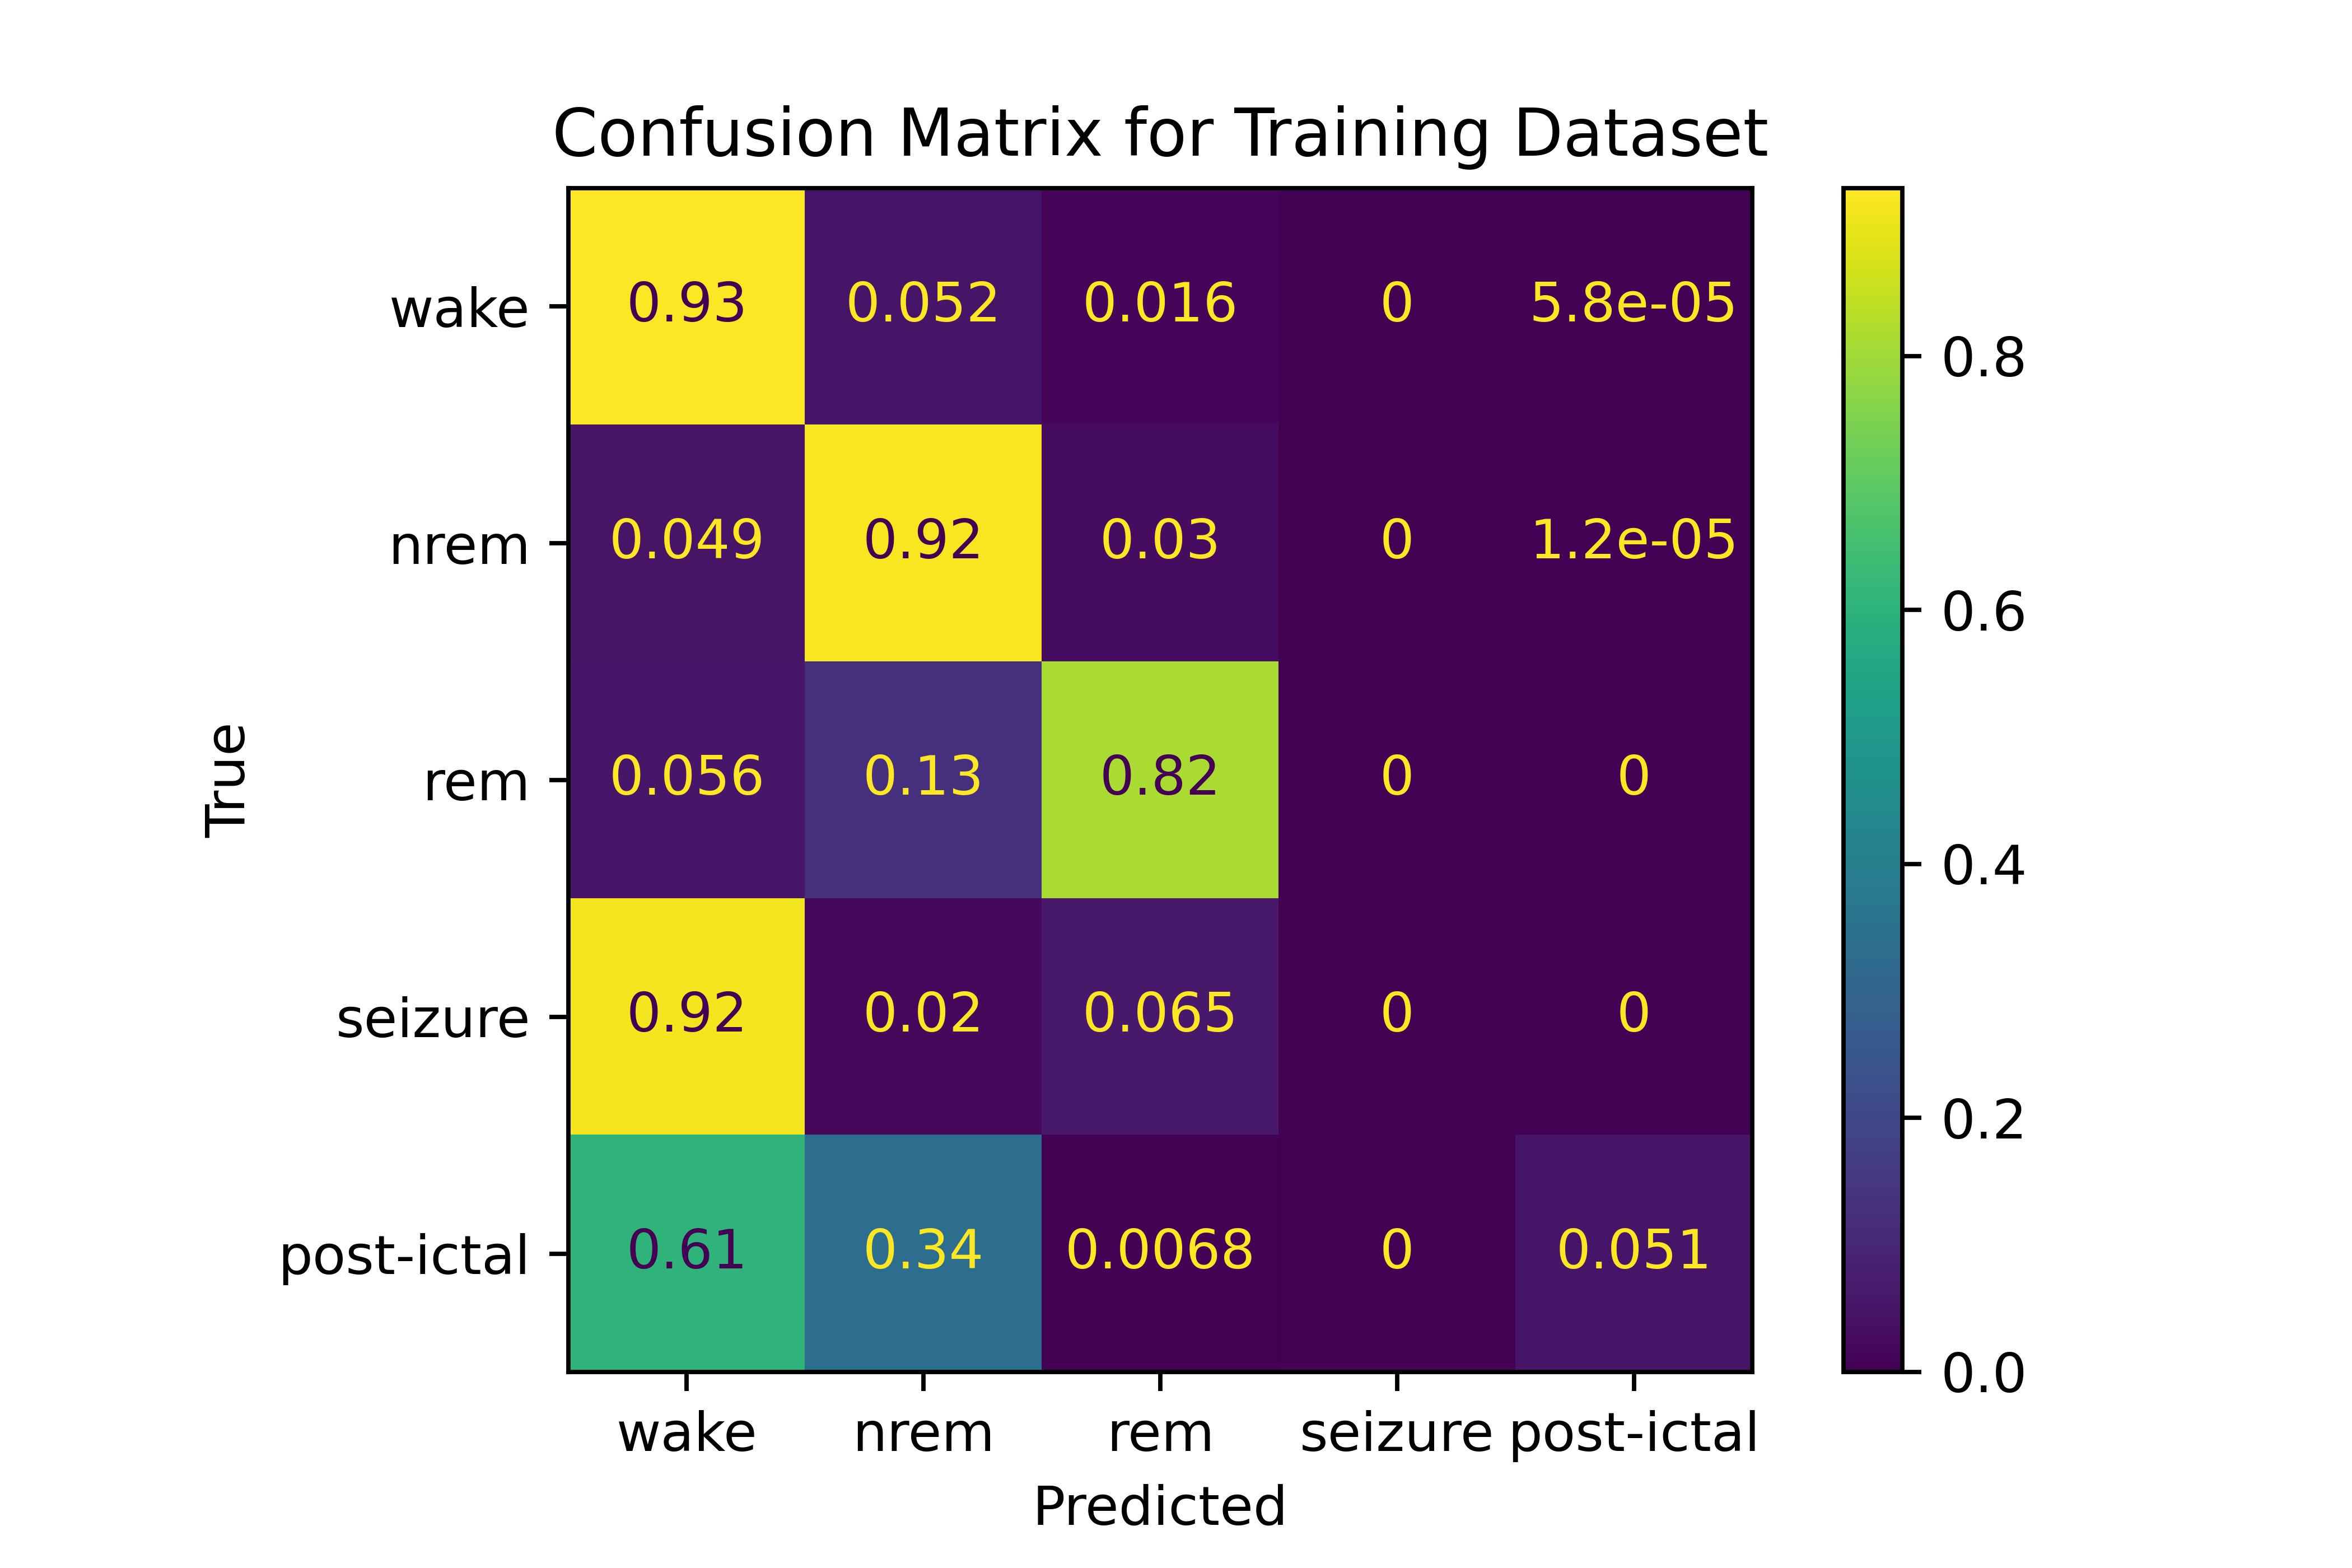 Confusion Matrix for Training Dataset
wake 0.93 0.052 0.016 0 5.8e-05
nrem 0.049 0.92 0.03 0 1.2e-05
rem 0.056 0.13 0.82 0 0
seizure 0.92 0.02 0.065 0 0
post-ictal 0.61 0.34 0.0068 0 0.051
True
wake nrem rem seizure post-ictal
Predicted
0.8
0.6
0.4
0.2
0.0